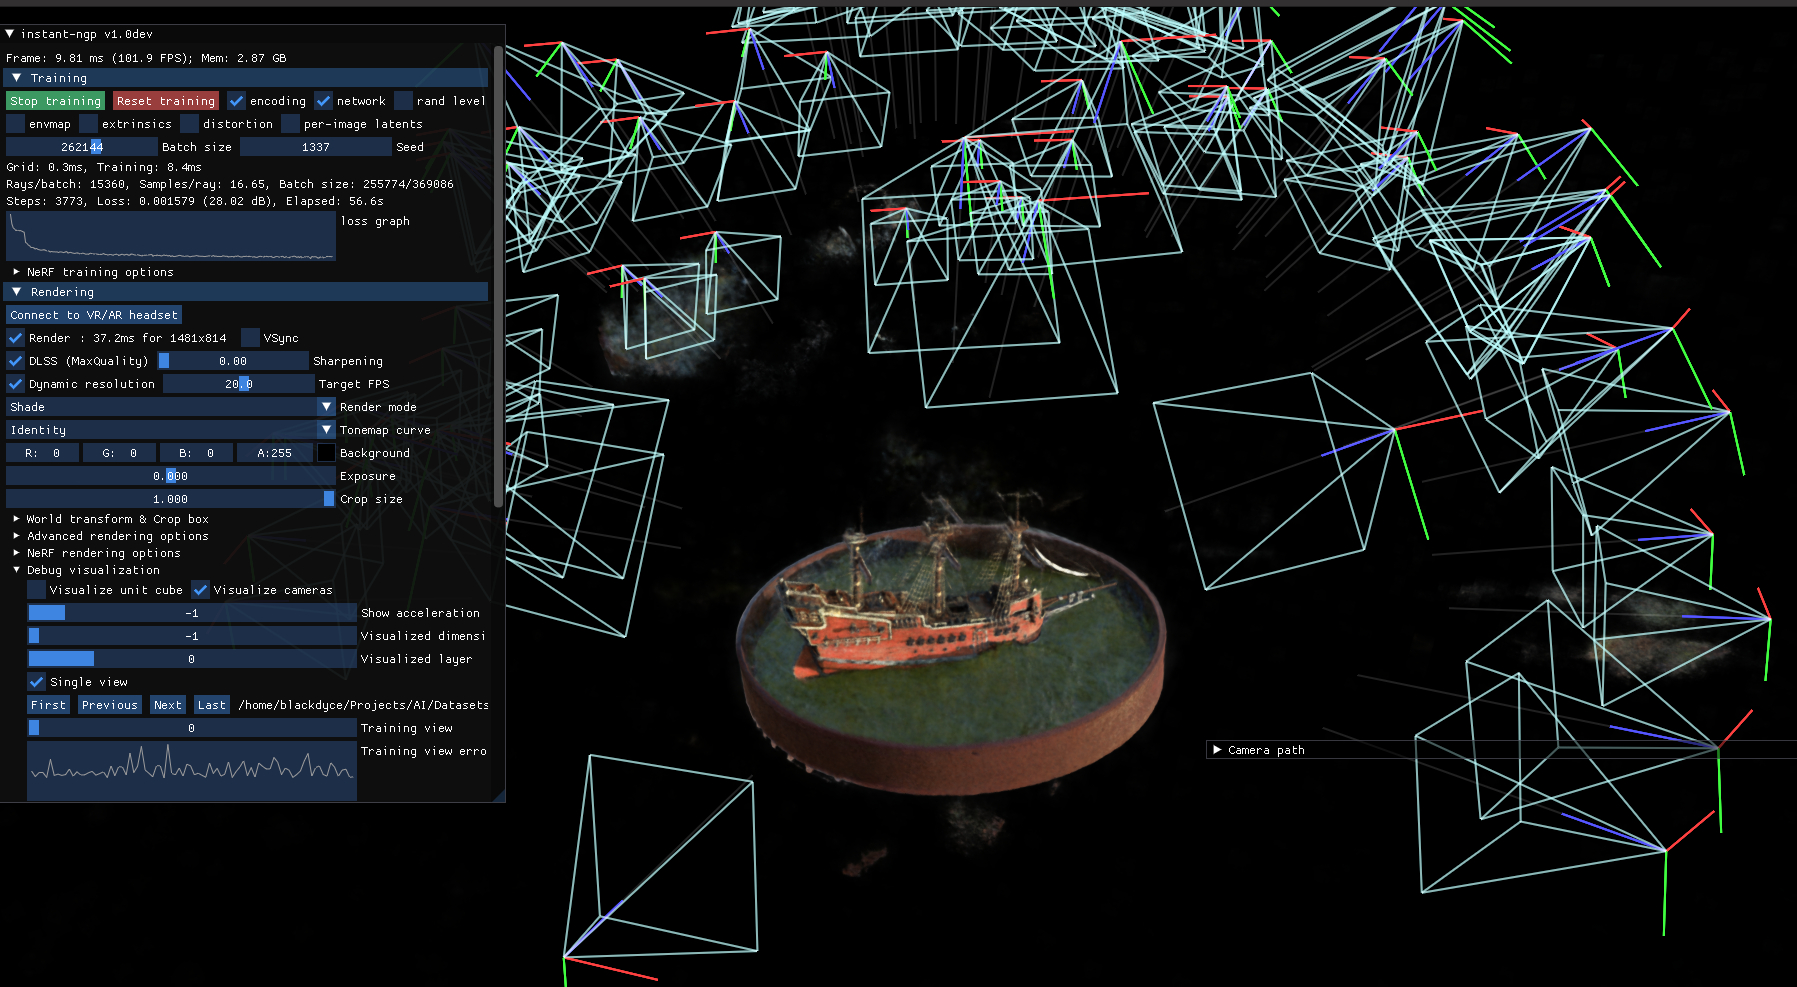 instant-ngp v1.0dev
Frame: 9.81 ms (101.9 FPS); Mem: 2.87 GB
Training
Stop training Reset training encoding network rand level
envmap extrinsics distortion per-image latents
262144 Batch size 1337 Seed
Grid: 0.3ms, Training: 8.4ms
Rays/batch: 15360, Samples/ray: 16.65, Batch size: 255774/369086
Steps: 3773, Loss: 0.001579 (28.02 dB), Elapsed: 56.6s
loss graph
NeRF training options
Rendering
Connect to VR/AR headset
Render : 37.2ms for 1481x814 VSync
DLSS (MaxQuality) 0.00 Sharpening
Dynamic resolution 20.0 Target FPS
Shade Render mode
Identity Tonemap curve
R: 0 G: 0 B: 0 A:255 Background
0.000 Exposure
1.000 Crop size
World transform & Crop box
Advanced rendering options
NeRF rendering options
Debug visualization
Visualize unit cube Visualize cameras
-1 Show acceleration
-1 Visualized dimensi
0 Visualized layer
Single view
First Previous Next Last /home/blackdyce/Projects/AI/Datasets
0 Training view
Training view erro
Camera path